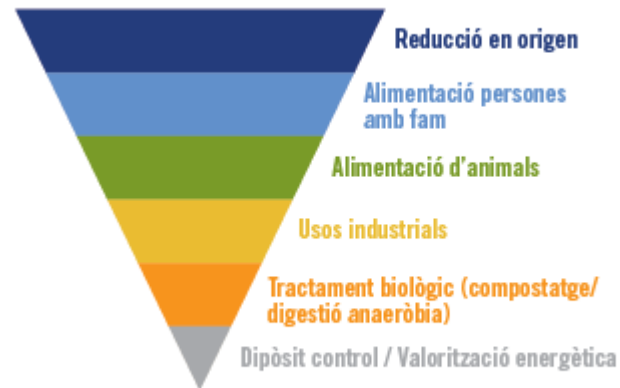 Reducció en origen
Alimentació persones
amb fam
Alimentació d'animals
Usos industrials
Tractament biològic (compostatge/
digestió anaeròbia)
Dipòsit control / Valorització energètica